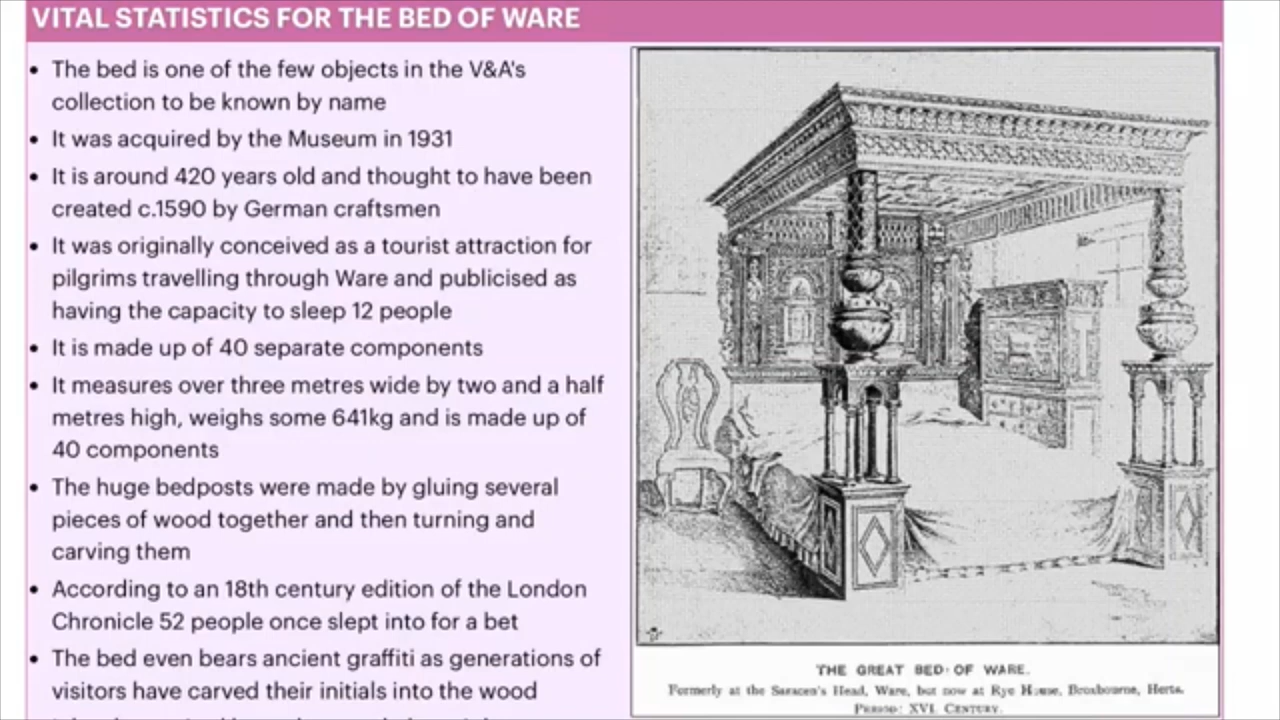 VITAL STATISTICS FOR THE BED OF WARE
• The bed is one of the few objects in the V&A's
collection to be known by name
• It was acquired by the Museum in 1931
• It is around 420 years old and thought to have been
created c.1590 by German craftsmen
• It was originally conceived as a tourist attraction for
pilgrims travelling through Ware and publicised as
having the capacity to sleep 12 people
• It is made up of 40 separate components
• It measures over three metres wide by two and a half
metres high, weighs some 641kg and is made up of
40 components
• The huge bedposts were made by gluing several
pieces of wood together and then turning and
carving them
• According to an 18th century edition of the London
Chronicle 52 people once slept into for a bet
• The bed even bears ancient graffiti as generations of
visitors have carved their initials into the wood
THE GREAT BED OF WARE.
Formerly at the Saracen's Head, Ware, but now at Rye House, Broxbourne, Herts.
PERIOD: XVI. CENTURY.